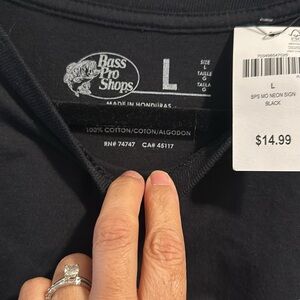 Bass
Pro
Shops
L
SIZE
L
TAILLE
G
TALLA
G
MADE IN HONDURAS
100% COTTON/COTON/ALGODON
RN# 74747 CA# 45117
L
BPS MO NEON SIGN
BLACK
$14.99